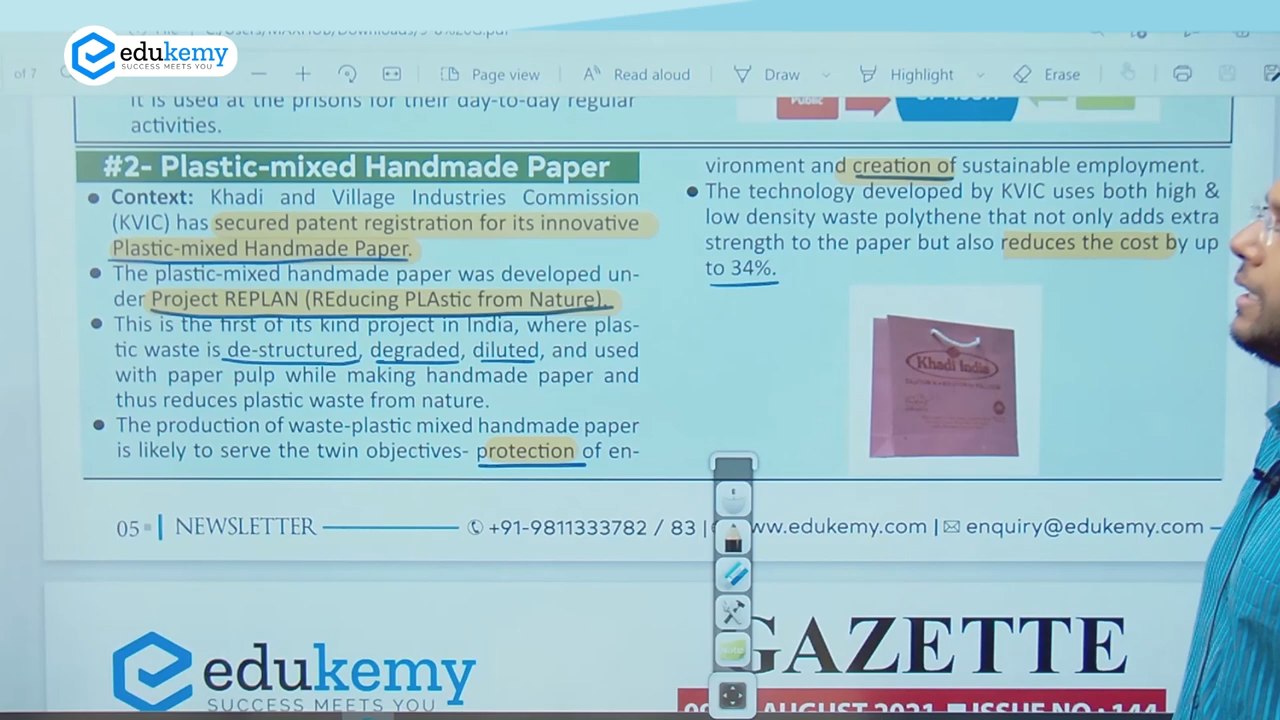 edukemy
SUCCESS MEETS YOU
of 7
Page view
Read aloud
Draw
Highlight
Erase
It is used at the prisons for their day-to-day regular
activities.
Public
#2- Plastic-mixed Handmade Paper
• Context: Khadi and Village Industries Commission
(KVIC) has secured patent registration for its innovative
Plastic-mixed Handmade Paper.
• The plastic-mixed handmade paper was developed un-
der Project REPLAN (REducing PLAstic from Nature).
• This is the first of its kind project in India, where plas-
tic waste is de-structured, degraded, diluted, and used
with paper pulp while making handmade paper and
thus reduces plastic waste from nature.
• The production of waste-plastic mixed handmade paper
is likely to serve the twin objectives- protection of en-
vironment and creation of sustainable employment.
• The technology developed by KVIC uses both high &
low density waste polythene that not only adds extra
strength to the paper but also reduces the cost by up
to 34%.
Khadi India
05 NEWSLETTER
+91-9811333782 / 83 |
ww.edukemy.com | enquiry@edukemy.com
edukemy
SUCCESS MEETS YOU
GAZETTE
AUGUST 2021
ISSUE NO : 144